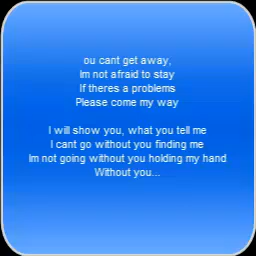 ou cant get away,
Im not afraid to stay
If theres a problems
Please come my way
I will show you, what you tell me
I cant go without you finding me
Im not going without you holding my hand
Without you...